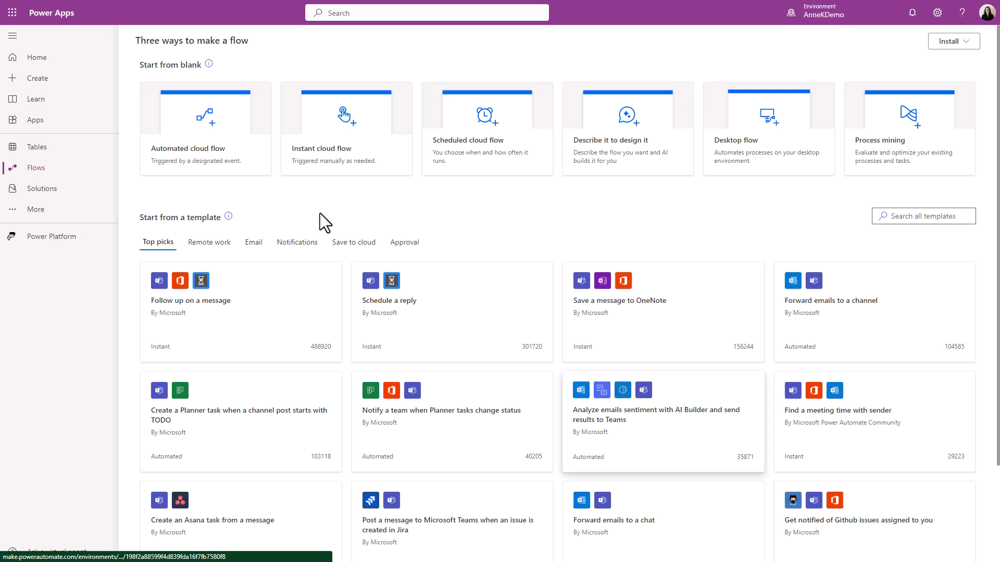 Power Apps
Search
Environment
AnneKDemo
Home
Create
Learn
Apps
Tables
Flows
Solutions
More
Power Platform
Three ways to make a flow
Install
Start from blank
Automated cloud flow
Triggered by a designated event.
Instant cloud flow
Triggered manually as needed.
Scheduled cloud flow
You choose when and how often it
runs.
Describe it to design it
Describe the flow you want and AI
builds it for you
Desktop flow
Automates processes on your desktop
environment.
Process mining
Evaluate and optimize your existing
processes and tasks.
Start from a template
Search all templates
Top picks
Remote work
Email
Notifications
Save to cloud
Approval
Follow up on a message
By Microsoft
Instant
488920
Schedule a reply
By Microsoft
Instant
301720
Save a message to OneNote
By Microsoft
Instant
156244
Forward emails to a channel
By Microsoft
Automated
104585
Create a Planner task when a channel post starts with
TODO
By Microsoft
Automated
103118
Notify a team when Planner tasks change status
By Microsoft
Automated
40205
Analyze emails sentiment with AI Builder and send
results to Teams
By Microsoft
Automated
35871
Find a meeting time with sender
By Microsoft Power Automate Community
Instant
29223
Create an Asana task from a message
By Microsoft
Post a message to Microsoft Teams when an issue is
created in Jira
By Microsoft
Forward emails to a chat
By Microsoft
Get notified of Github issues assigned to you
By Microsoft
make.powerautomate.com/environments/.../198f2a88599f4d839fda16f7fb7580f8